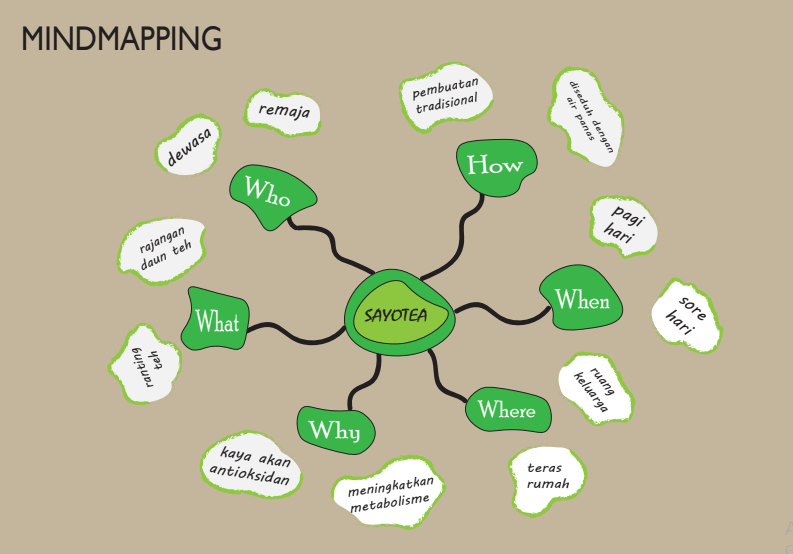 MINDMAPPING
SAYOTEA
Who
dewasa
remaja
How
pembuatan
tradisional
diseduh dengan
air panas
When
pagi
hari
sore
hari
Where
ruang
keluarga
teras
rumah
Why
meningkatkan
metabolisme
kaya akan
antioksidan
What
ranting
teh
rajangan
daun teh